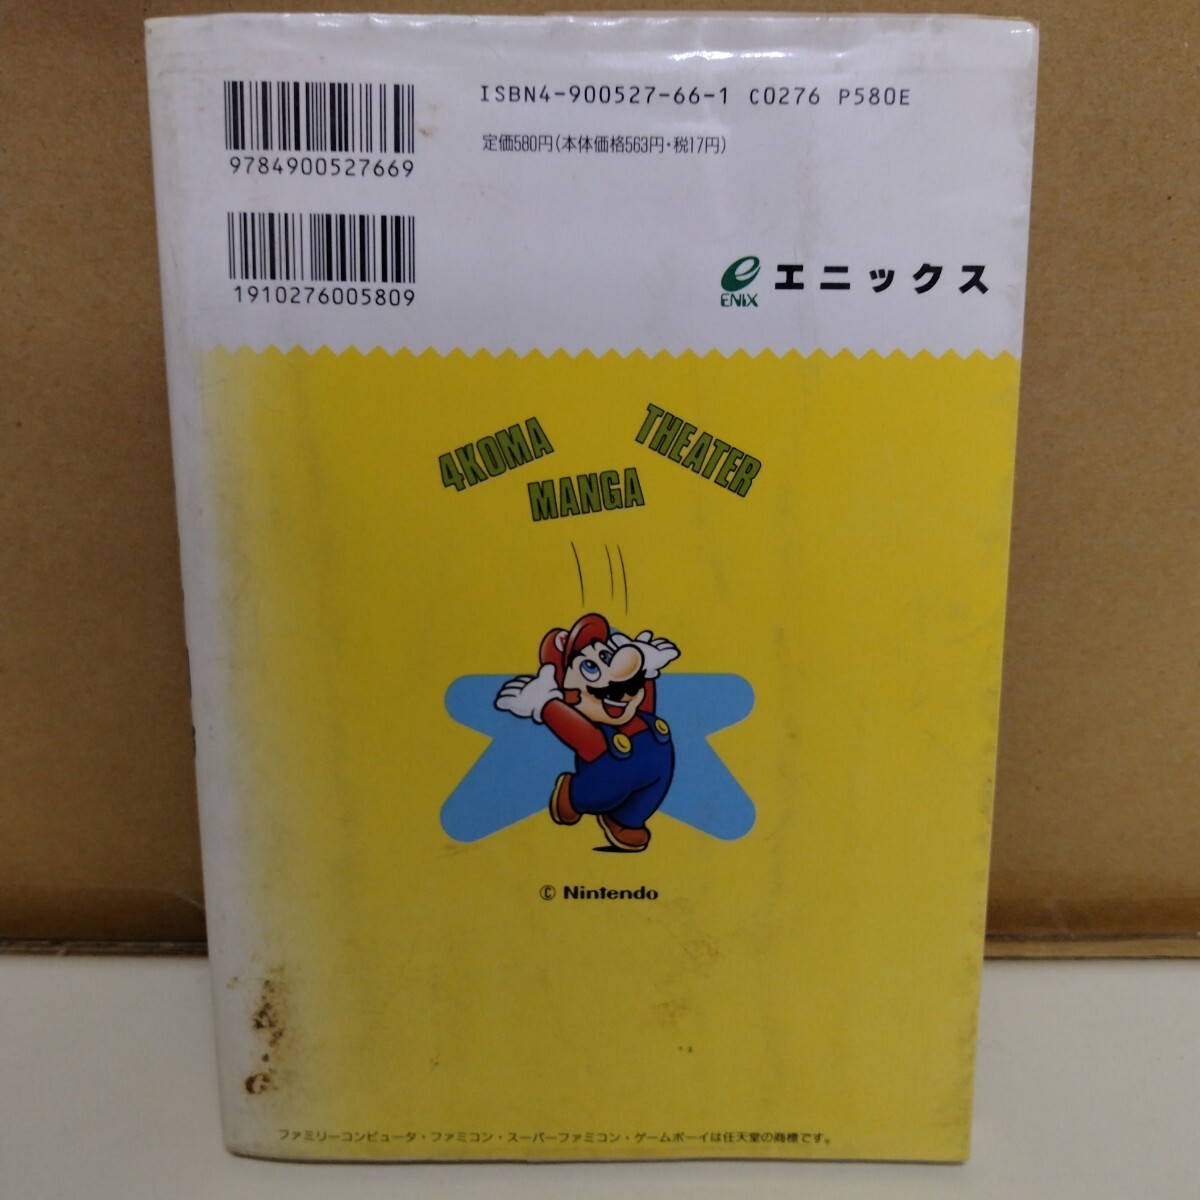 ISBN4-900527-66-1 C0276 P580E
定価580円(本体価格563円・税17円)
9784900527669
1910276005809
e
ENIX
エニックス
4KOMA
MANGA
THEATER
M
© Nintendo
ファミリーコンピュータ・ファミコン・スーパーファミコン・ゲームボーイは任天堂の商標です。